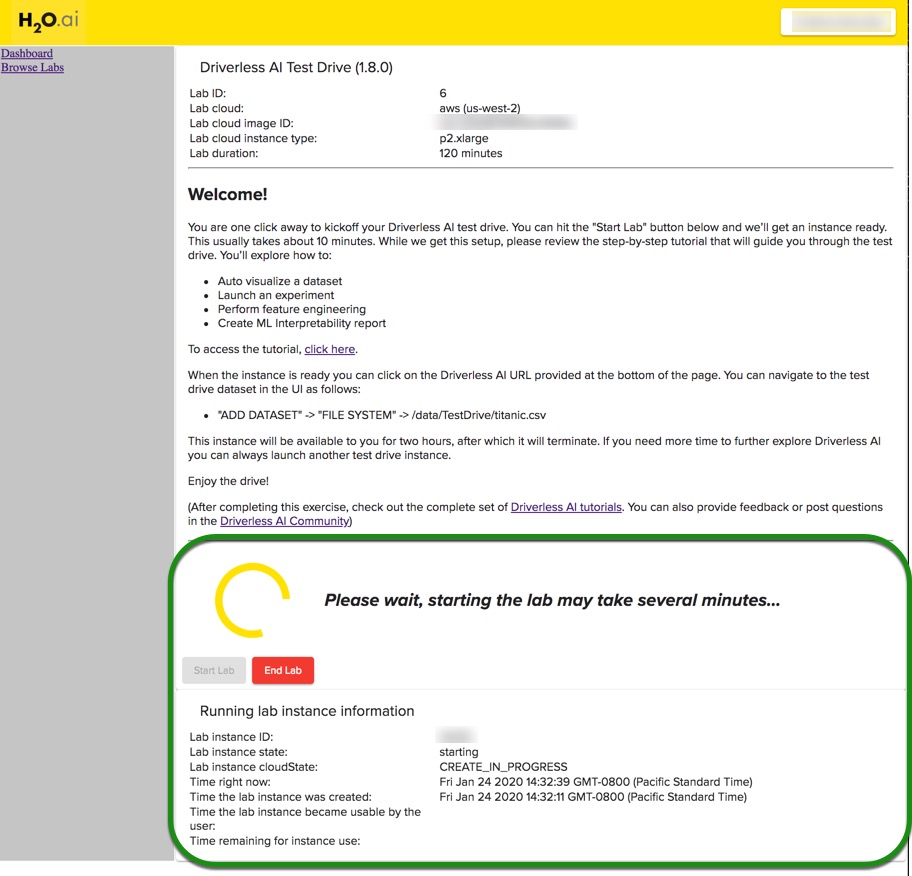 H2O.ai
Dashboard
Browse Labs
Driverless AI Test Drive (1.8.0)
Lab ID: 6
Lab cloud: aws (us-west-2)
Lab cloud image ID:
Lab cloud instance type: p2.xlarge
Lab duration: 120 minutes
Welcome!
You are one click away to kickoff your Driverless AI test drive. You can hit the "Start Lab" button below and we'll get an instance ready.
This usually takes about 10 minutes. While we get this setup, please review the step-by-step tutorial that will guide you through the test
drive. You'll explore how to:
• Auto visualize a dataset
• Launch an experiment
• Perform feature engineering
• Create ML Interpretability report
To access the tutorial, click here.
When the instance is ready you can click on the Driverless AI URL provided at the bottom of the page. You can navigate to the test
drive dataset in the UI as follows:
• "ADD DATASET" -> "FILE SYSTEM" -> /data/TestDrive/titanic.csv
This instance will be available to you for two hours, after which it will terminate. If you need more time to further explore Driverless AI
you can always launch another test drive instance.
Enjoy the drive!
(After completing this exercise, check out the complete set of Driverless AI tutorials. You can also provide feedback or post questions
in the Driverless AI Community)
Please wait, starting the lab may take several minutes...
Start Lab End Lab
Running lab instance information
Lab instance ID:
Lab instance state: starting
Lab instance cloudState: CREATE_IN_PROGRESS
Time right now: Fri Jan 24 2020 14:32:39 GMT-0800 (Pacific Standard Time)
Time the lab instance was created: Fri Jan 24 2020 14:32:11 GMT-0800 (Pacific Standard Time)
Time the lab instance became usable by the
user:
Time remaining for instance use: